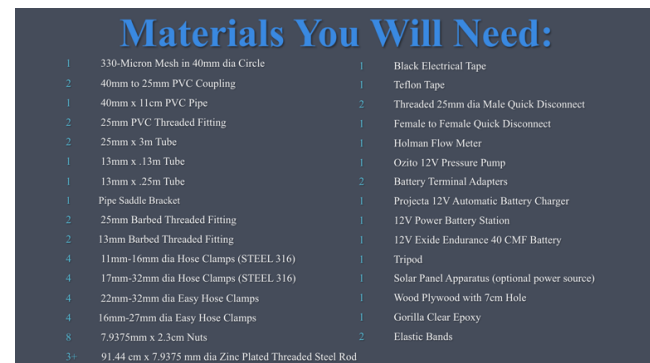 Materials You Will Need:
1 330-Micron Mesh in 40mm dia Circle
2 40mm to 25mm PVC Coupling
1 40mm x 11cm PVC Pipe
2 25mm PVC Threaded Fitting
2 25mm x 3m Tube
1 13mm x .13m Tube
1 13mm x .25m Tube
1 Pipe Saddle Bracket
2 25mm Barbed Threaded Fitting
2 13mm Barbed Threaded Fitting
4 11mm-16mm dia Hose Clamps (STEEL 316)
4 17mm-32mm dia Hose Clamps (STEEL 316)
4 22mm-32mm dia Easy Hose Clamps
4 16mm-27mm dia Easy Hose Clamps
8 7.9375mm x 2.3cm Nuts
3+ 91.44 cm x 7.9375 mm dia Zinc Plated Threaded Steel Rod
1 Black Electrical Tape
1 Teflon Tape
2 Threaded 25mm dia Male Quick Disconnect
1 Female to Female Quick Disconnect
1 Holman Flow Meter
1 Ozito 12V Pressure Pump
2 Battery Terminal Adapters
1 Projecta 12V Automatic Battery Charger
1 12V Power Battery Station
1 12V Exide Endurance 40 CMF Battery
1 Tripod
1 Solar Panel Apparatus (optional power source)
1 Wood Plywood with 7cm Hole
1 Gorilla Clear Epoxy
2 Elastic Bands